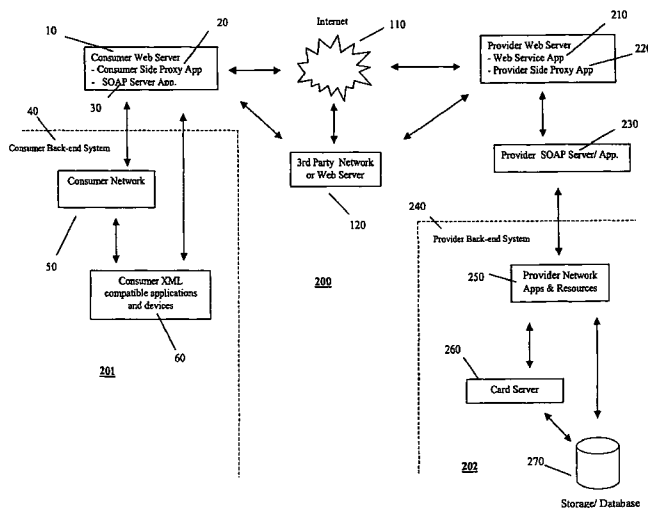 10
20
Internet
110
210
Consumer Web Server
- Consumer Side Proxy App
- SOAP Server App.
Provider Web Server
- Web Service App
- Provider Side Proxy App
220
30
40
Consumer Back-end System
230
3rd Party Network
or Web Server
Provider SOAP Server/ App.
Consumer Network
120
240
Provider Back-end System
50
200
250
Provider Network
Apps & Resources
Consumer XML
compatible applications
and devices
60
260
201
Card Server
202
270
Storage/ Database